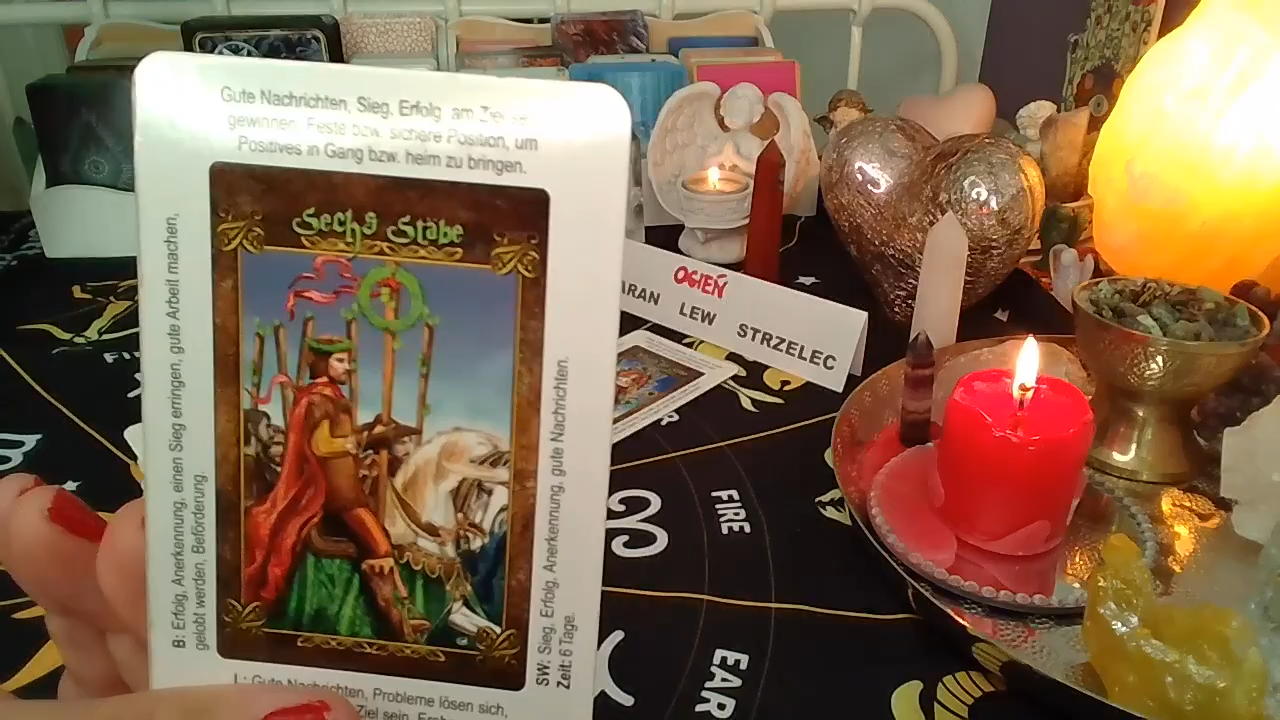 Gute Nachrichten, Sieg, Erfolg, am Ziel
gewinnen. Feste bzw. sichere Position, um
Positives in Gang bzw. heim zu bringen.
Sechs Stäbe
B: Erfolg, Anerkennung, einen Sieg erringen, gute Arbeit machen,
gelobt werden, Beförderung.
SW: Sieg, Erfolg, Anerkennung, gute Nachrichten.
Zeit: 6 Tage.
L: Gute Nachrichten, Probleme lösen sich,
Ziel sein,
OGIEŃ
ARAN LEW STRZELEC
FIRE
EAR